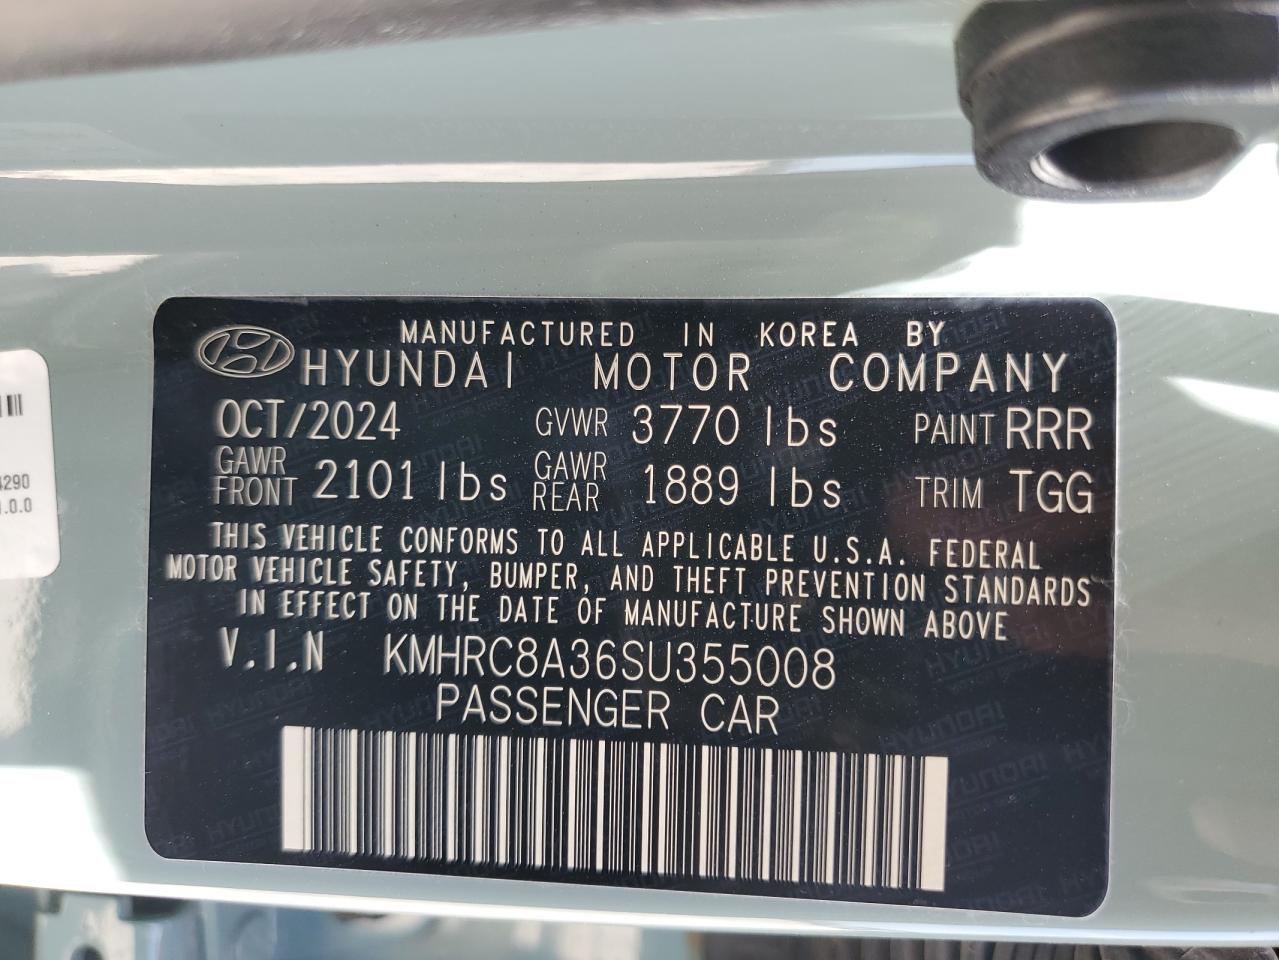 MANUFACTURED IN KOREA BY
HYUNDAI MOTOR COMPANY
OCT/2024 GVWR 3770 lbs PAINT RRR
GAWR FRONT 2101 lbs GAWR REAR 1889 lbs TRIM TGG
THIS VEHICLE CONFORMS TO ALL APPLICABLE U.S.A. FEDERAL
MOTOR VEHICLE SAFETY, BUMPER, AND THEFT PREVENTION STANDARDS
IN EFFECT ON THE DATE OF MANUFACTURE SHOWN ABOVE
V.I.N KMHRC8A36SU355008
PASSENGER CAR